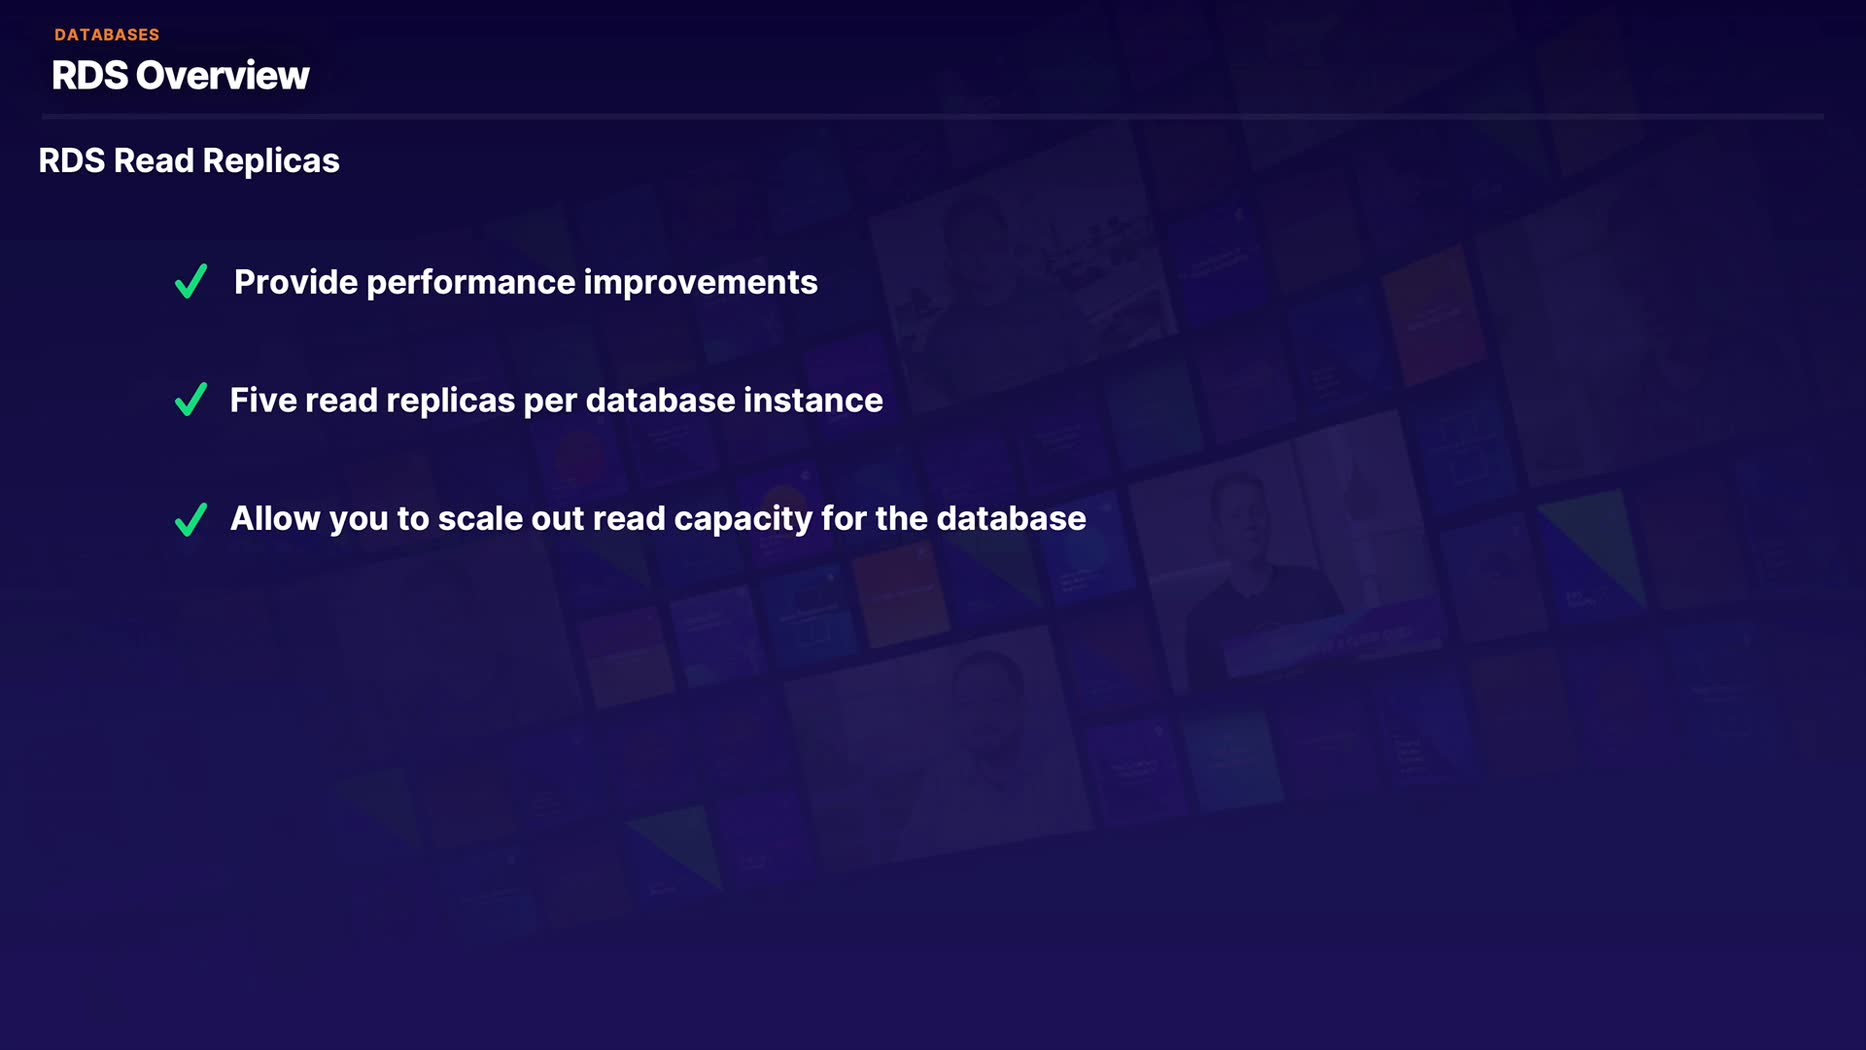 DATABASES
RDS Overview
RDS Read Replicas
Provide performance improvements
Five read replicas per database instance
Allow you to scale out read capacity for the database